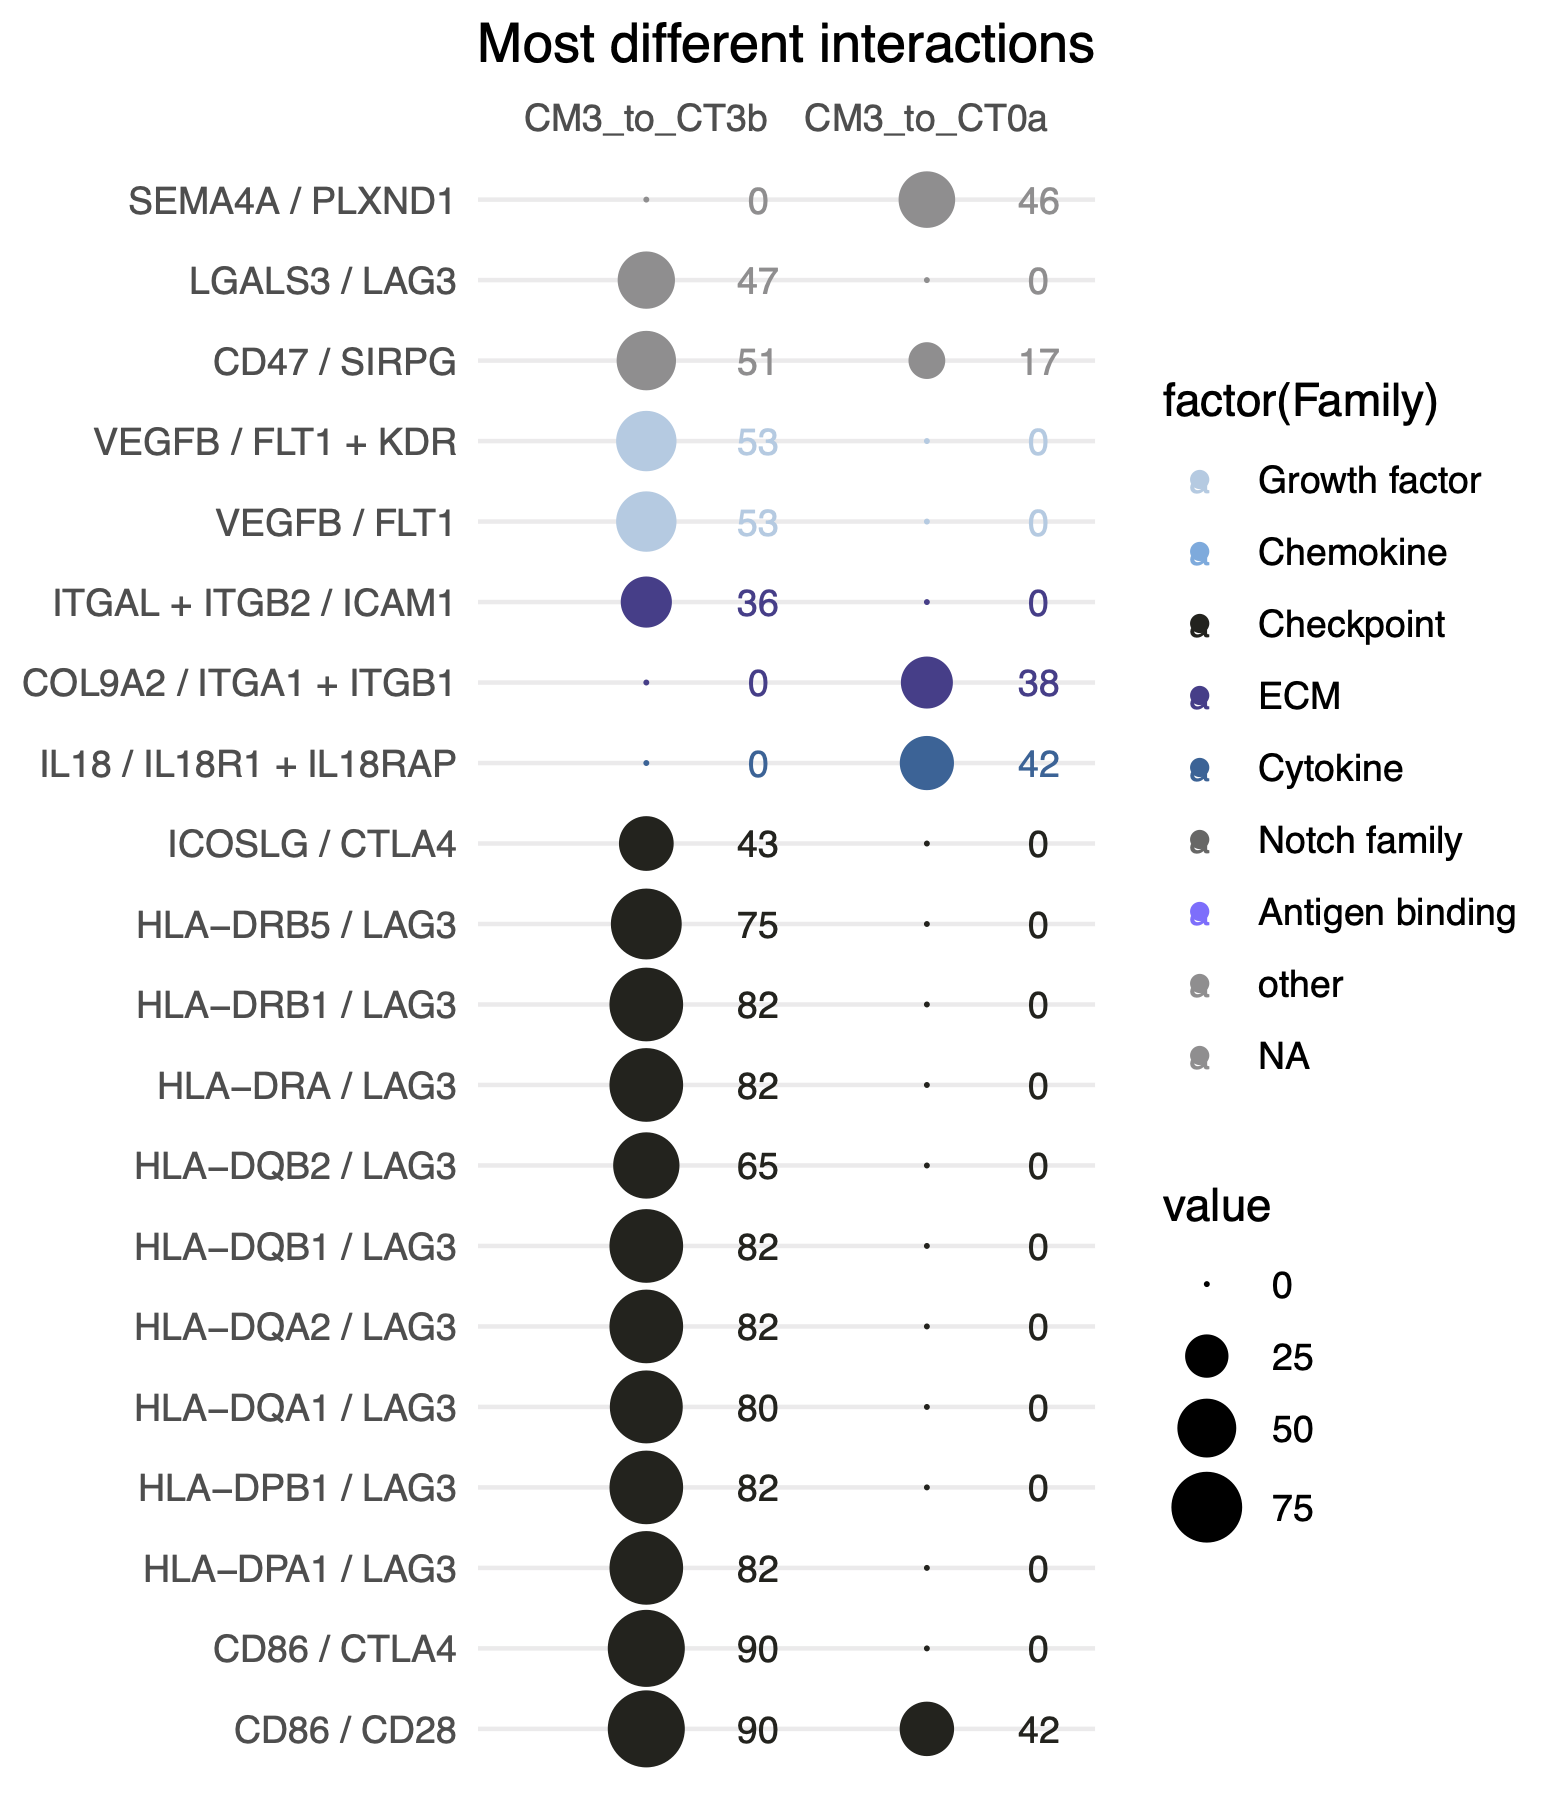 Most different interactions
CM3_to_CT3b CM3_to_CT0a
SEMA4A / PLXND1 0 46
LGALS3 / LAG3 47 0
CD47 / SIRPG 51 17
VEGFB / FLT1 + KDR 53 0
VEGFB / FLT1 53 0
ITGAL + ITGB2 / ICAM1 36 0
COL9A2 / ITGA1 + ITGB1 0 38
IL18 / IL18R1 + IL18RAP 0 42
ICOSLG / CTLA4 43 0
HLA−DRB5 / LAG3 75 0
HLA−DRB1 / LAG3 82 0
HLA−DRA / LAG3 82 0
HLA−DQB2 / LAG3 65 0
HLA−DQB1 / LAG3 82 0
HLA−DQA2 / LAG3 82 0
HLA−DQA1 / LAG3 80 0
HLA−DPB1 / LAG3 82 0
HLA−DPA1 / LAG3 82 0
CD86 / CTLA4 90 0
CD86 / CD28 90 42
factor(Family)
a Growth factor
a Chemokine
a Checkpoint
a ECM
a Cytokine
a Notch family
a Antigen binding
a other
a NA
value
0
25
50
75